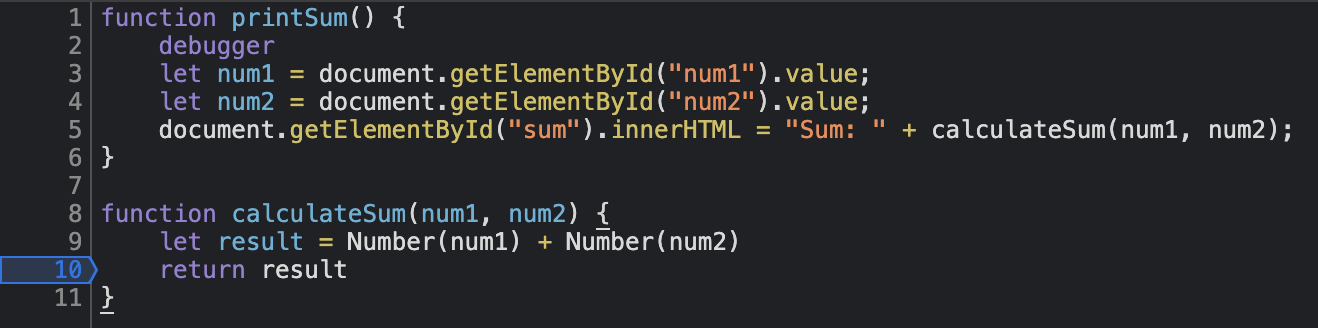 1 function printSum() {
2     debugger
3     let num1 = document.getElementById("num1").value;
4     let num2 = document.getElementById("num2").value;
5     document.getElementById("sum").innerHTML = "Sum: " + calculateSum(num1, num2);
6 }
7
8 function calculateSum(num1, num2) {
9     let result = Number(num1) + Number(num2)
10     return result
11 }